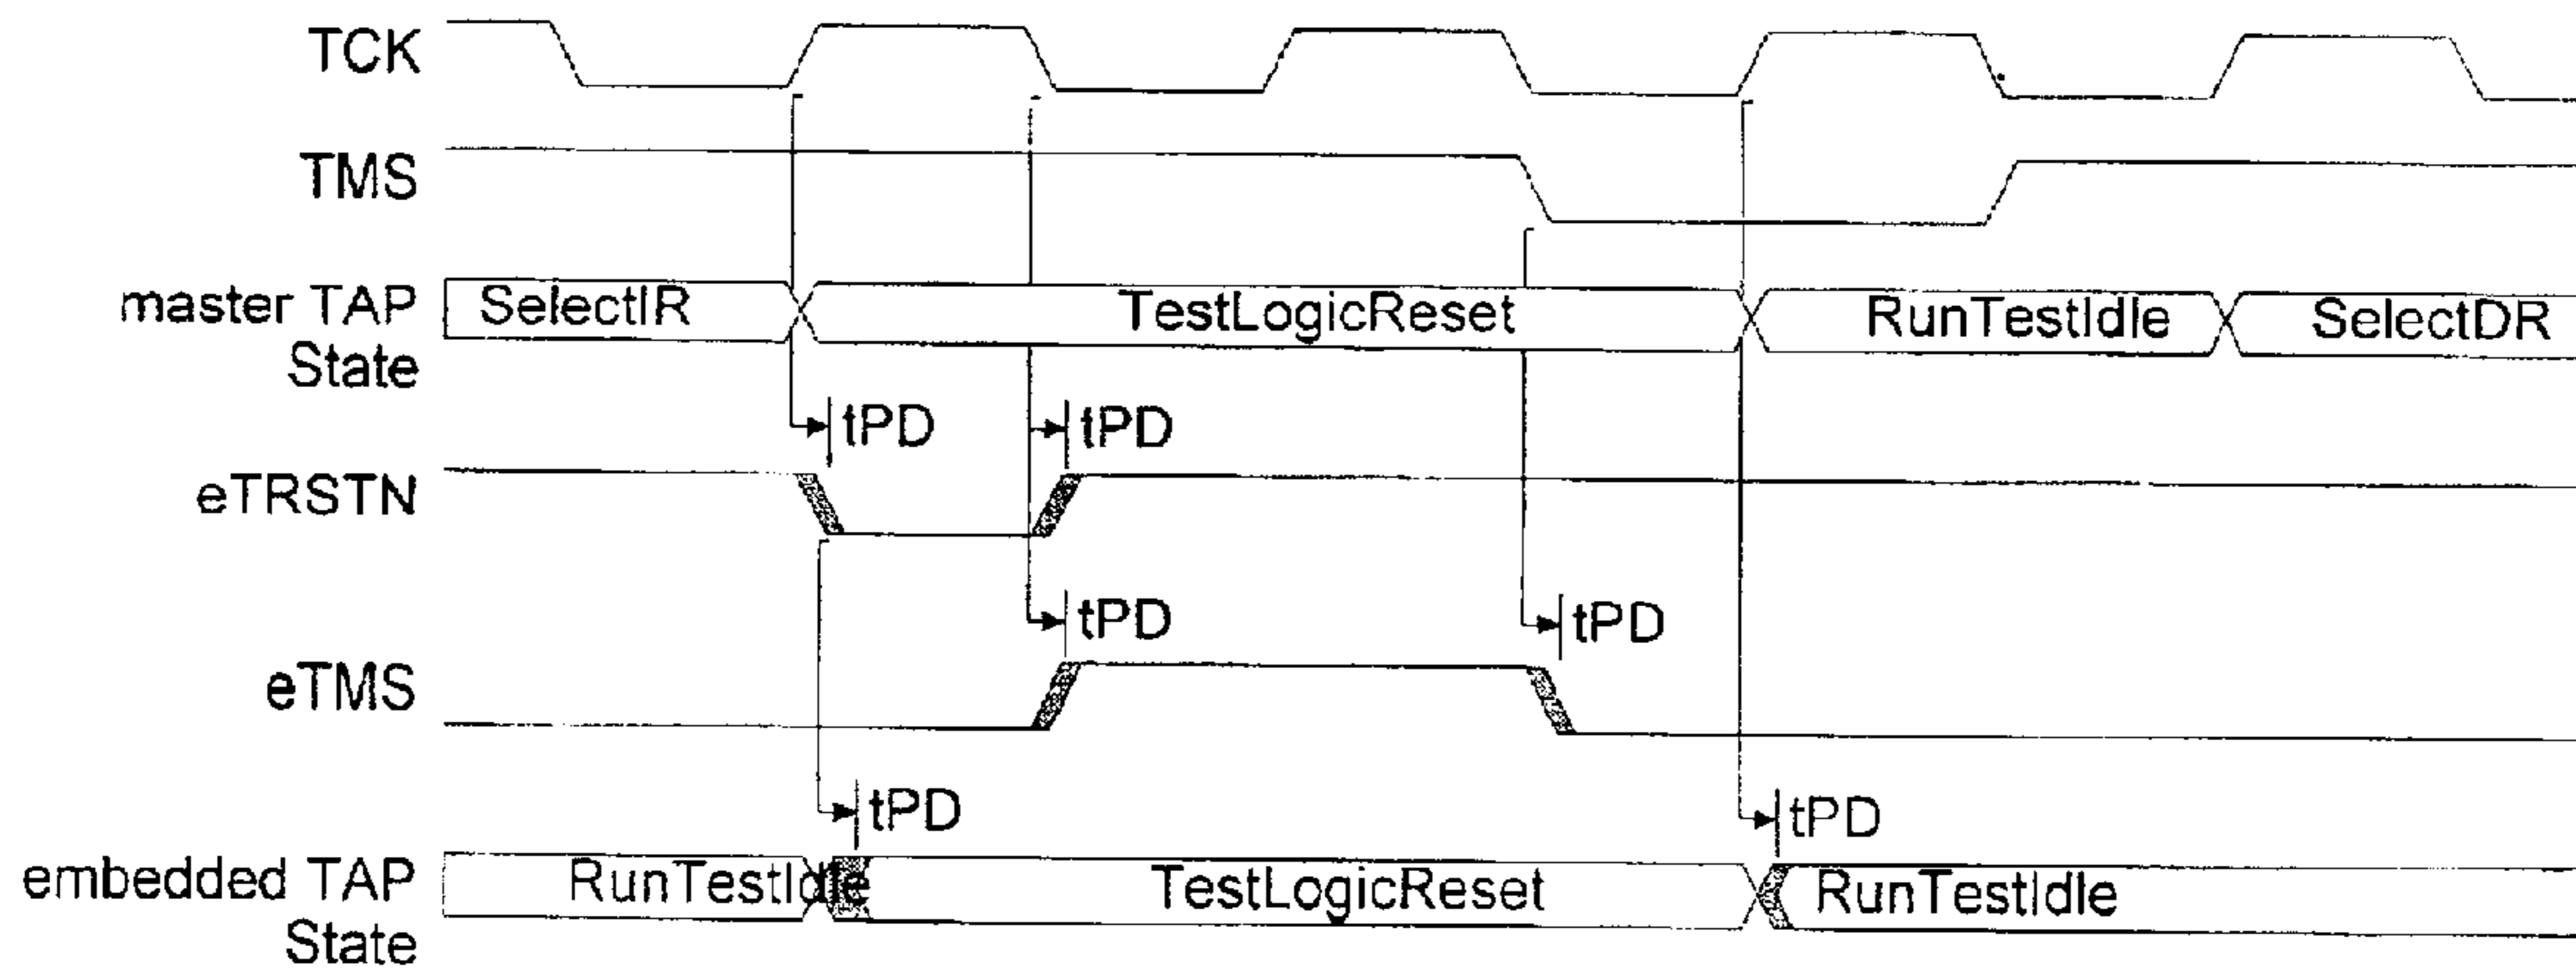 TCK
TMS
master TAP State
SelectIR
TestLogicReset
RunTestIdle
SelectDR
tPD
tPD
eTRSTN
tPD
tPD
eTMS
tPD
tPD
embedded TAP State
RunTestIdle
TestLogicReset
RunTestIdle